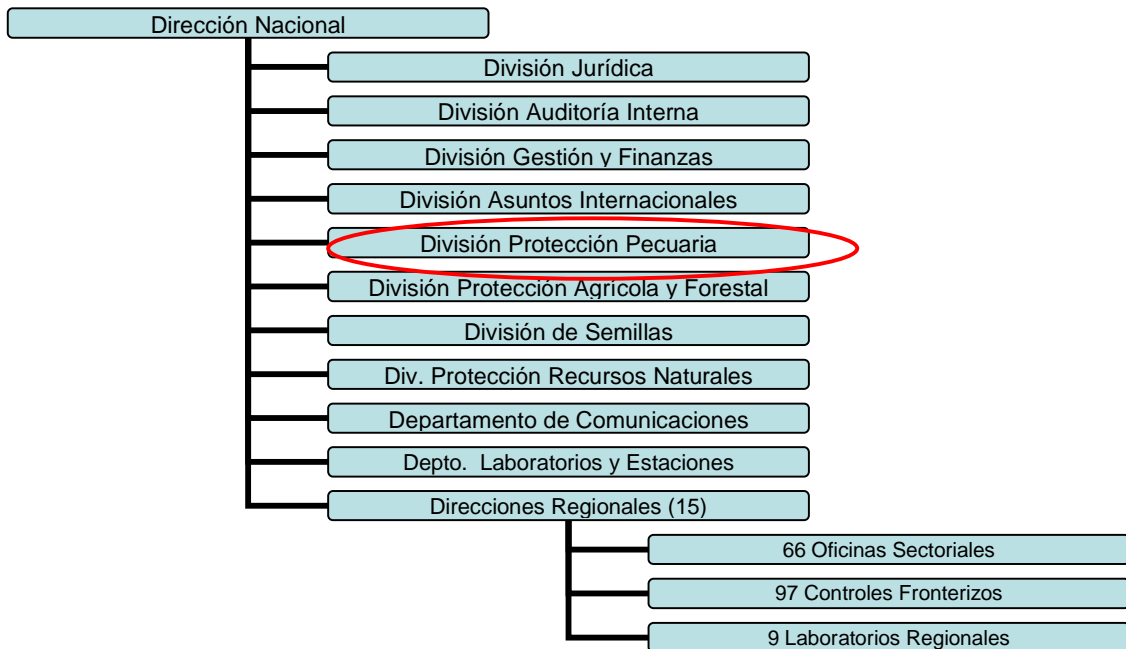 Dirección Nacional
División Jurídica
División Auditoría Interna
División Gestión y Finanzas
División Asuntos Internacionales
División Protección Pecuaria
División Protección Agrícola y Forestal
División de Semillas
Div. Protección Recursos Naturales
Departamento de Comunicaciones
Depto. Laboratorios y Estaciones
Direcciones Regionales (15)
66 Oficinas Sectoriales
97 Controles Fronterizos
9 Laboratorios Regionales